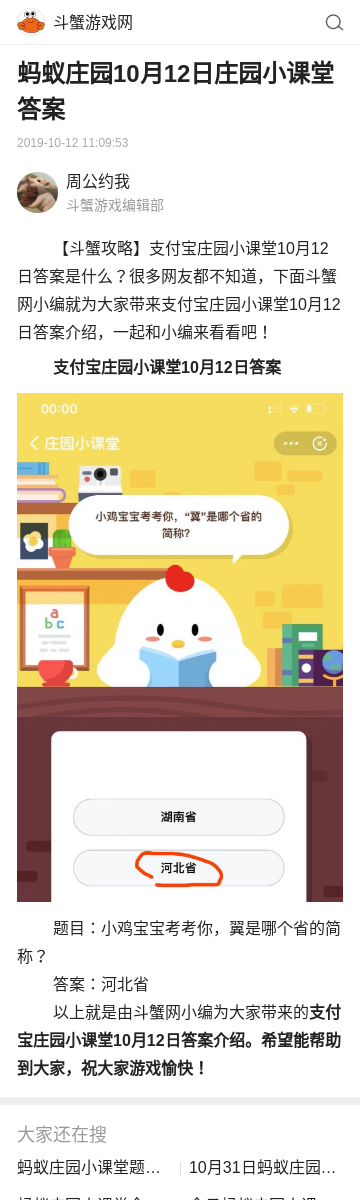 斗蟹游戏网
蚂蚁庄园10月12日庄园小课堂
答案
2019-10-12 11:09:53
周公约我
斗蟹游戏编辑部
【斗蟹攻略】支付宝庄园小课堂10月12
日答案是什么？很多网友都不知道，下面斗蟹
网小编就为大家带来支付宝庄园小课堂10月12
日答案介绍，一起和小编来看看吧！
支付宝庄园小课堂10月12日答案
00:00
庄园小课堂
小鸡宝宝考考你，“冀”是哪个省的
简称?
a
b c
湖南省
河北省
题目：小鸡宝宝考考你，翼是哪个省的简
称？
答案：河北省
以上就是由斗蟹网小编为大家带来的支付
宝庄园小课堂10月12日答案介绍。希望能帮助
到大家，祝大家游戏愉快！
大家还在搜
蚂蚁庄园小课堂题…
10月31日蚂蚁庄园…